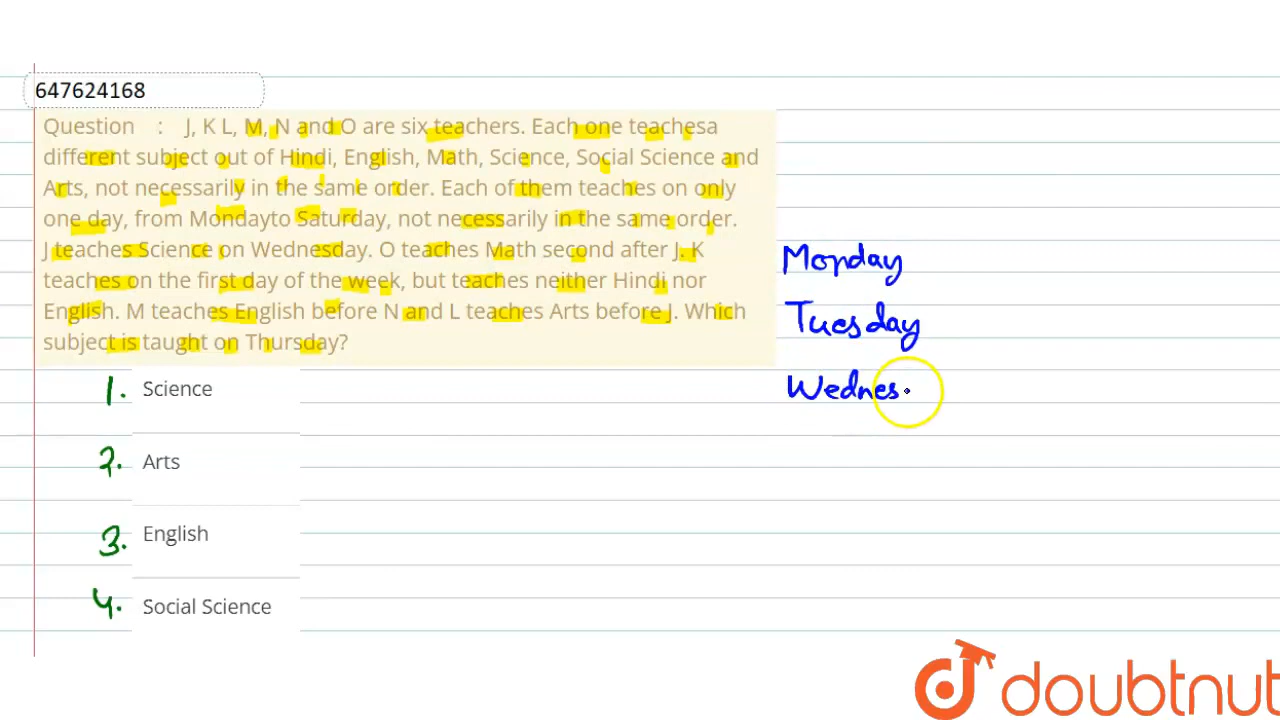 647624168
Question : J, K L, M, N and O are six teachers. Each one teachesa
different subject out of Hindi, English, Math, Science, Social Science and
Arts, not necessarily in the same order. Each of them teaches on only
one day, from Mondayto Saturday, not necessarily in the same order.
J teaches Science on Wednesday. O teaches Math second after J. K
teaches on the first day of the week, but teaches neither Hindi nor
English. M teaches English before N and L teaches Arts before J. Which
subject is taught on Thursday?
Monday
Tuesday
Wednes
1. Science
2. Arts
3. English
4. Social Science
doubtnut